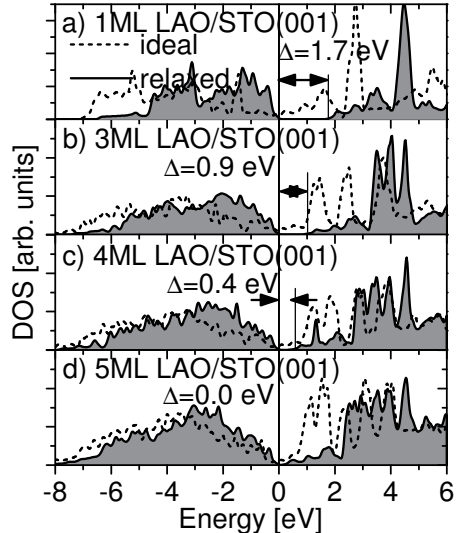 a) 1ML LAO/STO(001)
ideal
Δ=1.7 eV
relaxed
b) 3ML LAO/STO(001)
Δ=0.9 eV
c) 4ML LAO/STO(001)
Δ=0.4 eV
d) 5ML LAO/STO(001)
Δ=0.0 eV
DOS [arb. units]
-8 -6 -4 -2 0 2 4 6
Energy [eV]